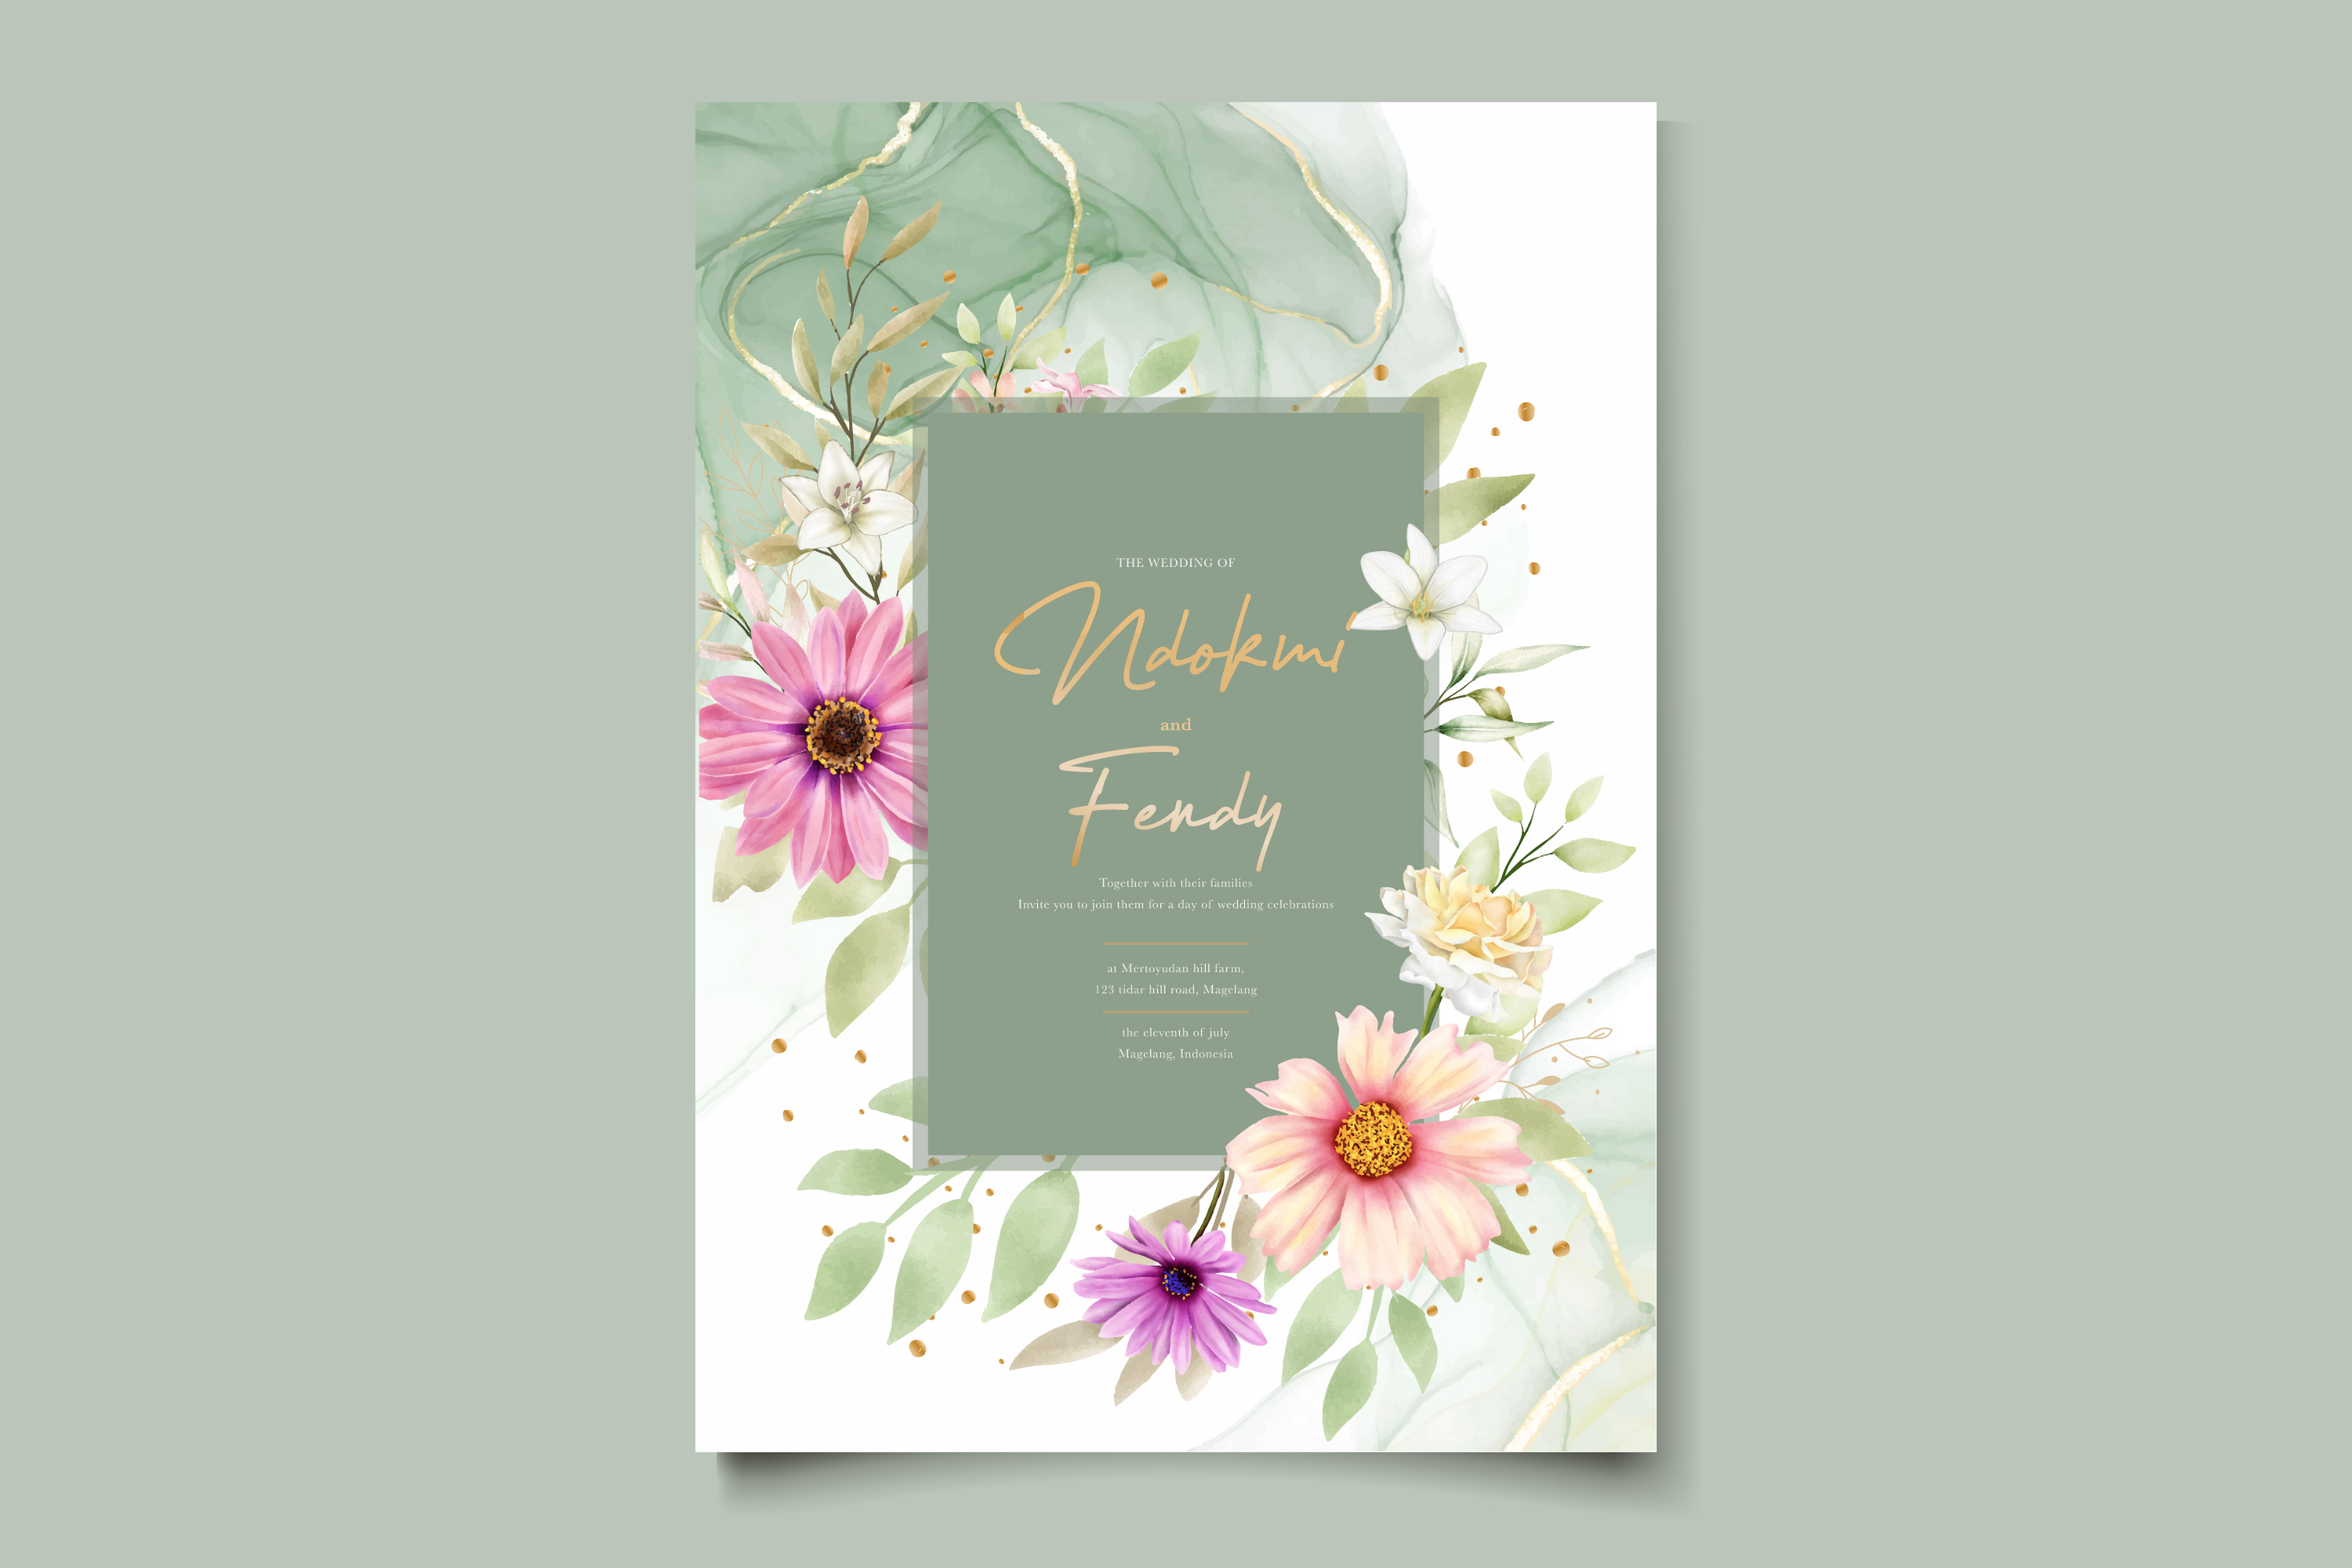 THE WEDDING OF
Ndokmi
and
Fendy
Together with their families
Invite you to join them for a day of wedding celebrations
at Mertoyudan hill farm,
123 tidar hill road, Magelang
the eleventh of july
Magelang, Indonesia